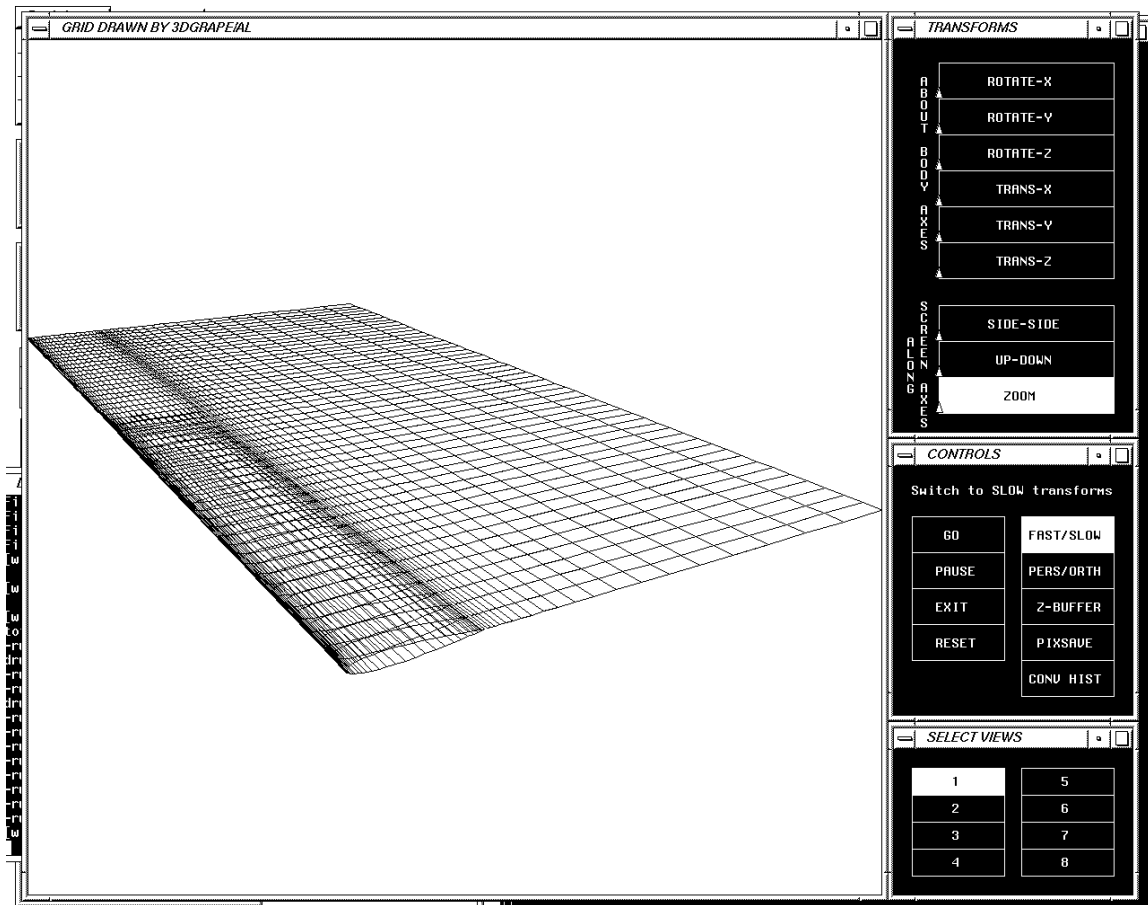 GRID DRAWN BY 3DGRAPE/AL
TRANSFORMS
ABOUT BODY AXES
ROTATE-X
ROTATE-Y
ROTATE-Z
TRANS-X
TRANS-Y
TRANS-Z
ALONG SCREEN AXES
SIDE-SIDE
UP-DOWN
ZOOM
CONTROLS
Switch to SLOW transforms
GO
FAST/SLOW
PAUSE
PERS/ORTH
EXIT
Z-BUFFER
RESET
PIXSAVE
CONV HIST
SELECT VIEWS
1
5
2
6
3
7
4
8